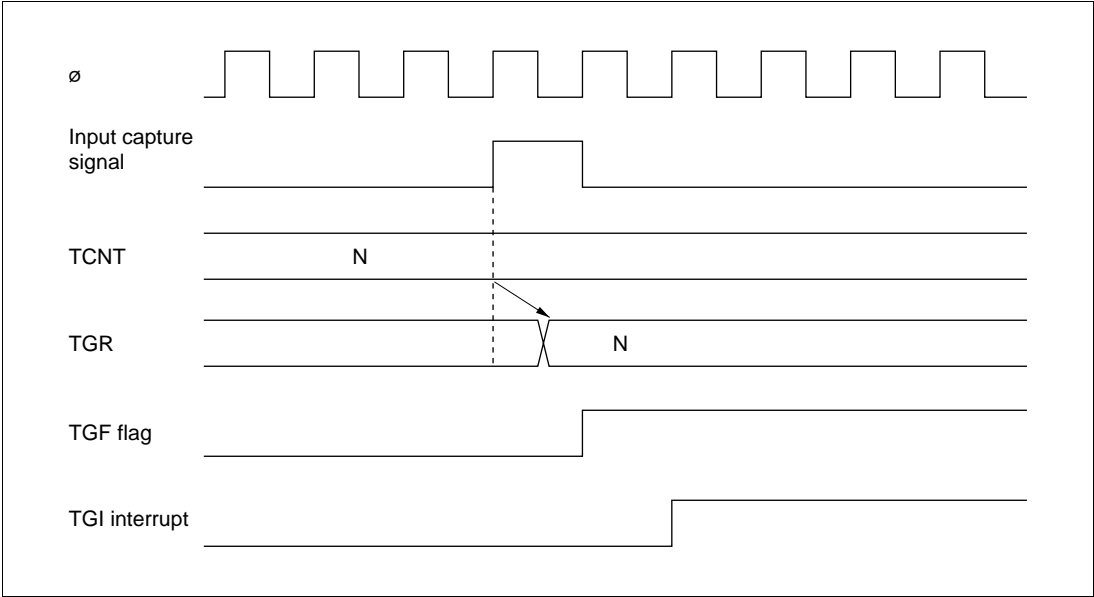 ø
Input capture
signal
TCNT
N
TGR
N
TGF flag
TGI interrupt